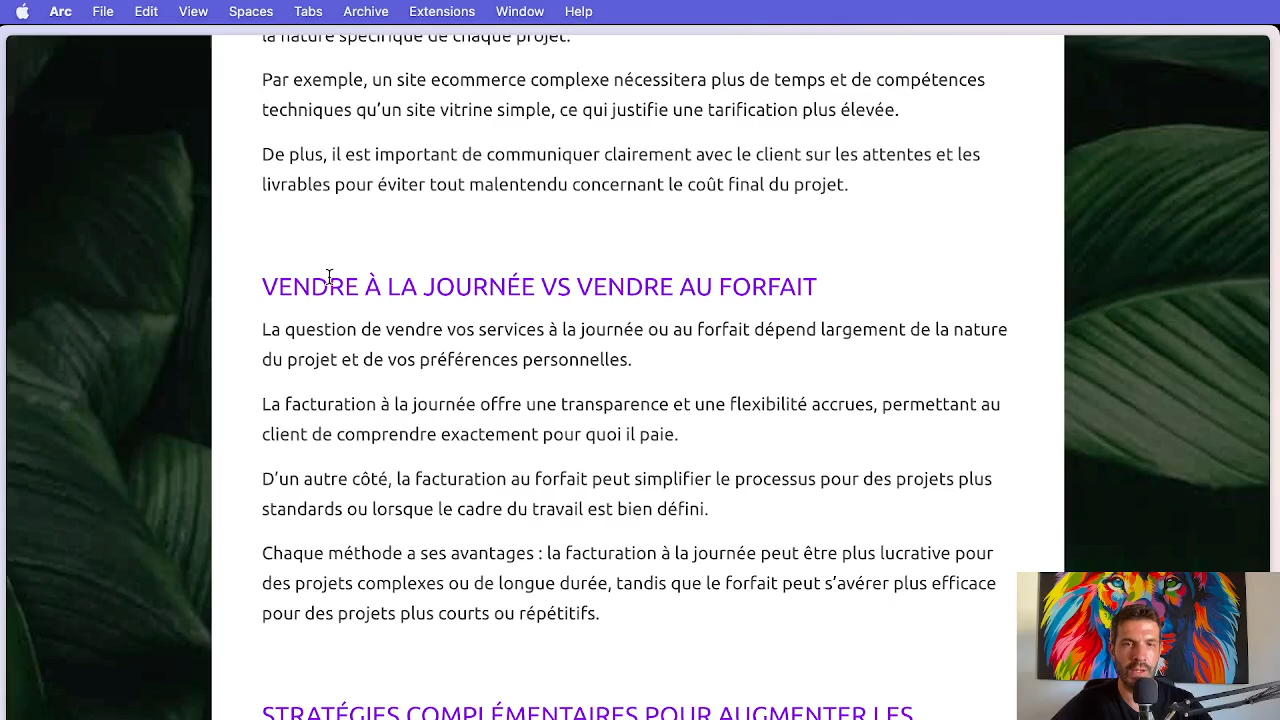 Arc File Edit View Spaces Tabs Archive Extensions Window Help
la nature spécifique de chaque projet.
Par exemple, un site ecommerce complexe nécessitera plus de temps et de compétences
techniques qu’un site vitrine simple, ce qui justifie une tarification plus élevée.
De plus, il est important de communiquer clairement avec le client sur les attentes et les
livrables pour éviter tout malentendu concernant le coût final du projet.
VENDRE À LA JOURNÉE VS VENDRE AU FORFAIT
La question de vendre vos services à la journée ou au forfait dépend largement de la nature
du projet et de vos préférences personnelles.
La facturation à la journée offre une transparence et une flexibilité accrues, permettant au
client de comprendre exactement pour quoi il paie.
D’un autre côté, la facturation au forfait peut simplifier le processus pour des projets plus
standards ou lorsque le cadre du travail est bien défini.
Chaque méthode a ses avantages : la facturation à la journée peut être plus lucrative pour
des projets complexes ou de longue durée, tandis que le forfait peut s’avérer plus efficace
pour des projets plus courts ou répétitifs.
STRATÉGIES COMPLÉMENTAIRES POUR AUGMENTER LES